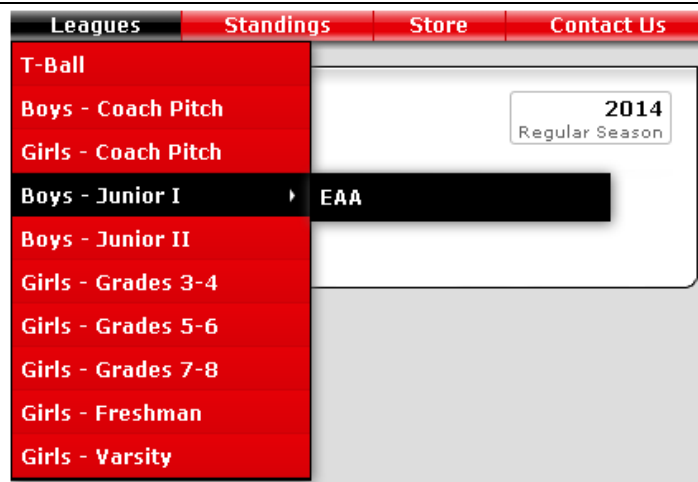 Leagues Standings Store Contact Us
T-Ball
Boys - Coach Pitch
2014
Regular Season
Girls - Coach Pitch
Boys - Junior I EAA
Boys - Junior II
Girls - Grades 3-4
Girls - Grades 5-6
Girls - Grades 7-8
Girls - Freshman
Girls - Varsity